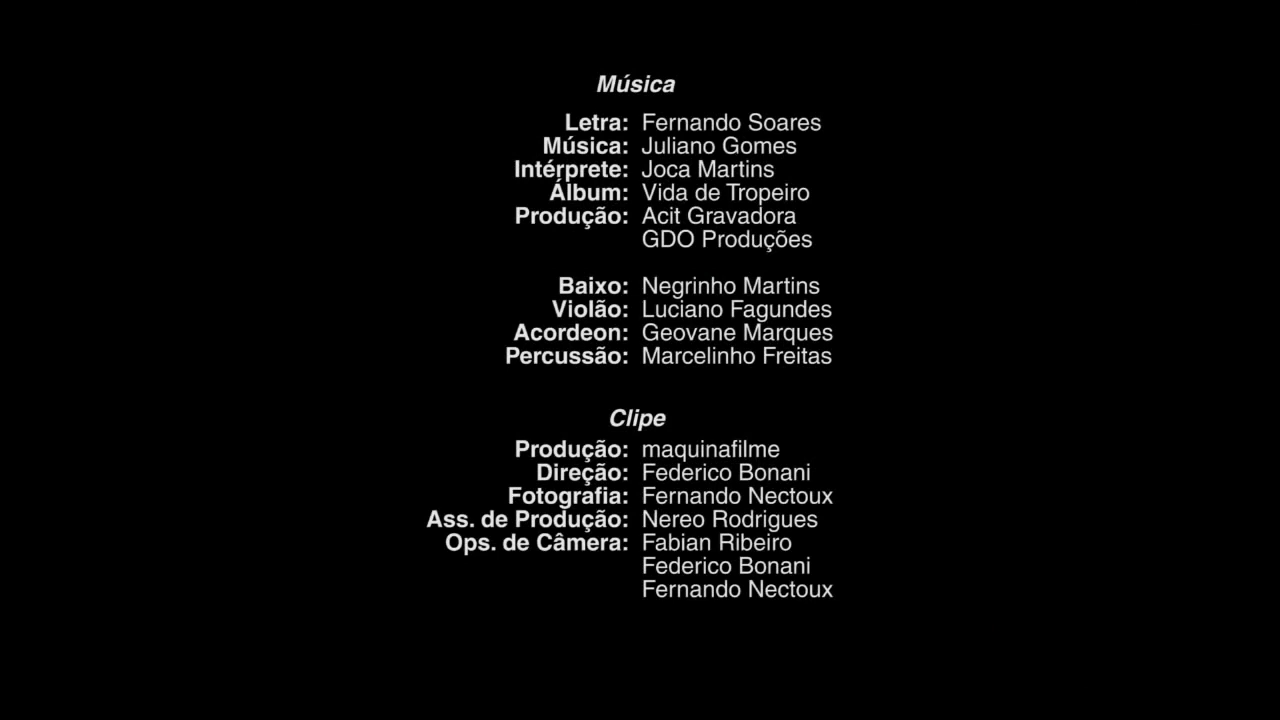 Música
Letra: Fernando Soares
Música: Juliano Gomes
Intérprete: Joca Martins
Álbum: Vida de Tropeiro
Produção: Acit Gravadora
GDO Produções
Baixo: Negrinho Martins
Violão: Luciano Fagundes
Acordeon: Geovane Marques
Percussão: Marcelinho Freitas
Clipe
Produção: maquinafilme
Direção: Federico Bonani
Fotografia: Fernando Nectoux
Ass. de Produção: Nereo Rodrigues
Ops. de Câmera: Fabian Ribeiro
Federico Bonani
Fernando Nectoux